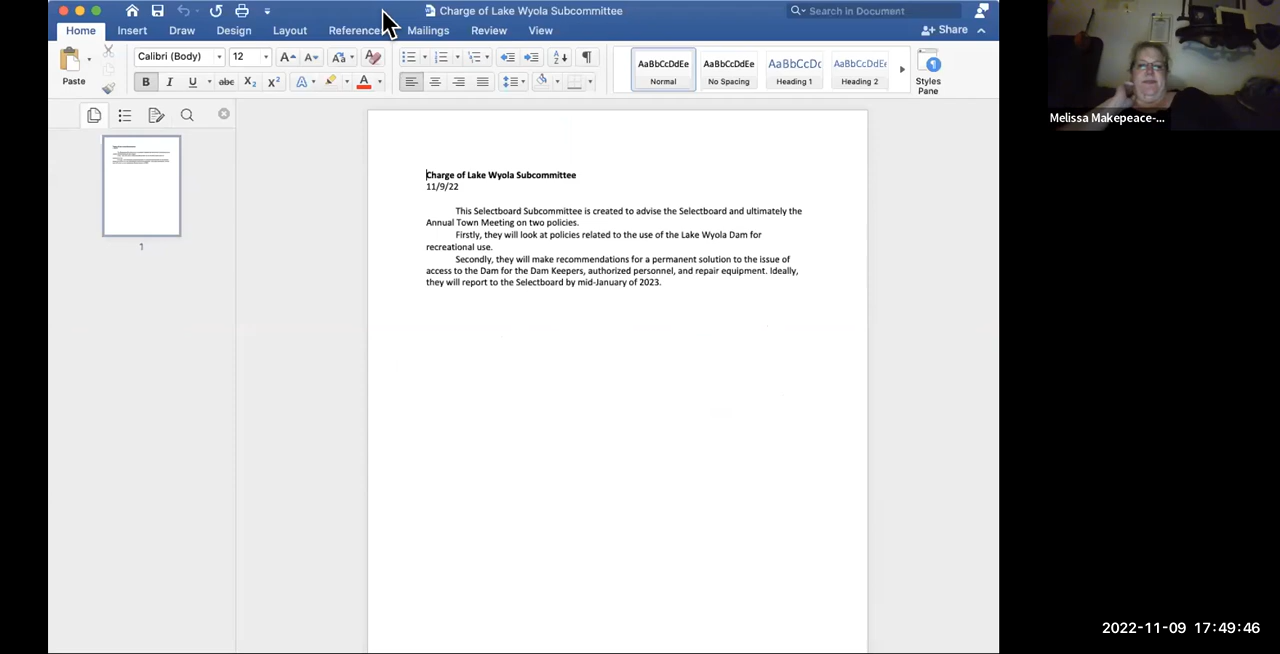 Charge of Lake Wyola Subcommittee
Search in Document
Home Insert Draw Design Layout References Mailings Review View
Share
Paste
Calibri (Body) 12
AaBbCcDdEe AaBbCcDdEe AaBbCcDc AaBbCcDdEe
Normal No Spacing Heading 1 Heading 2
Styles
Pane
Melissa Makepeace-...
1
Charge of Lake Wyola Subcommittee
11/9/22
This Selectboard Subcommittee is created to advise the Selectboard and ultimately the
Annual Town Meeting on two policies.
Firstly, they will look at policies related to the use of the Lake Wyola Dam for
recreational use.
Secondly, they will make recommendations for a permanent solution to the issue of
access to the Dam for the Dam Keepers, authorized personnel, and repair equipment. Ideally,
they will report to the Selectboard by mid-January of 2023.
2022-11-09 17:49:46